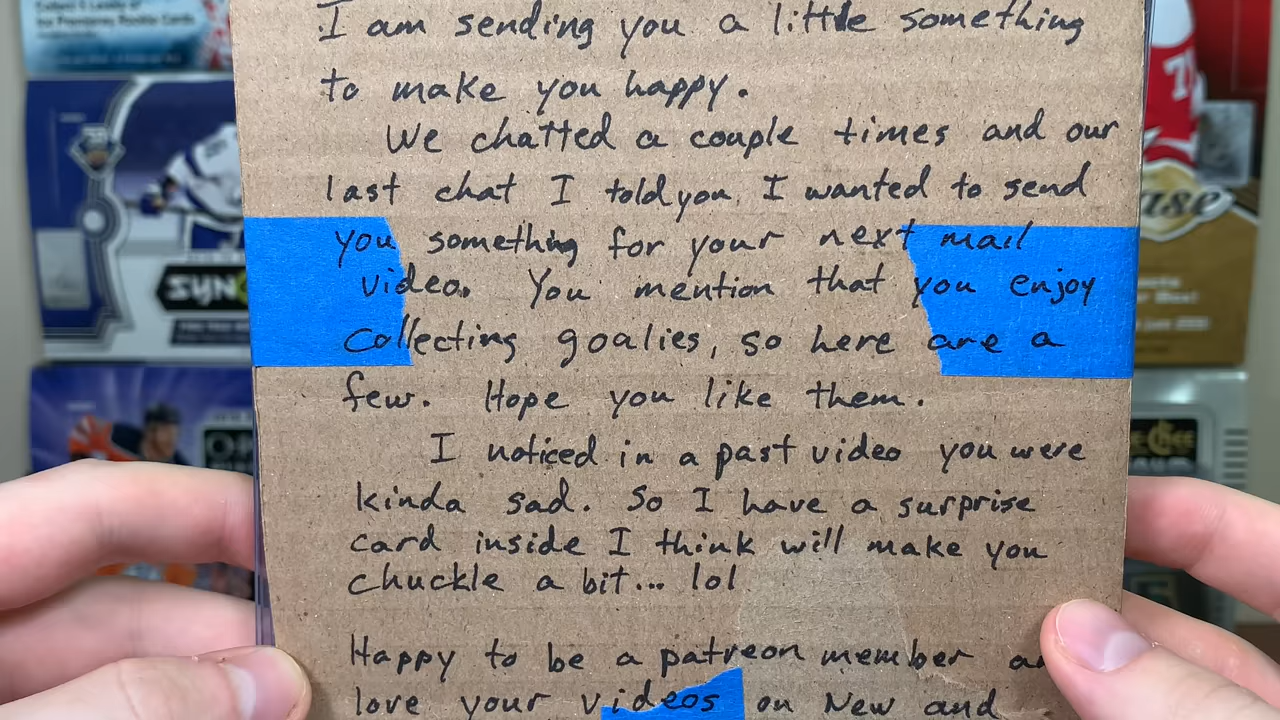 I am sending you a little something
to make you happy.
We chatted a couple times and our
last chat I told you I wanted to send
you something for your next mail
video. You mention that you enjoy
collecting goalies, so here are a
few. Hope you like them.
I noticed in a past video you were
kinda sad. So I have a surprise
card inside I think will make you
chuckle a bit... lol
Happy to be a patreon member
love your videos on New and